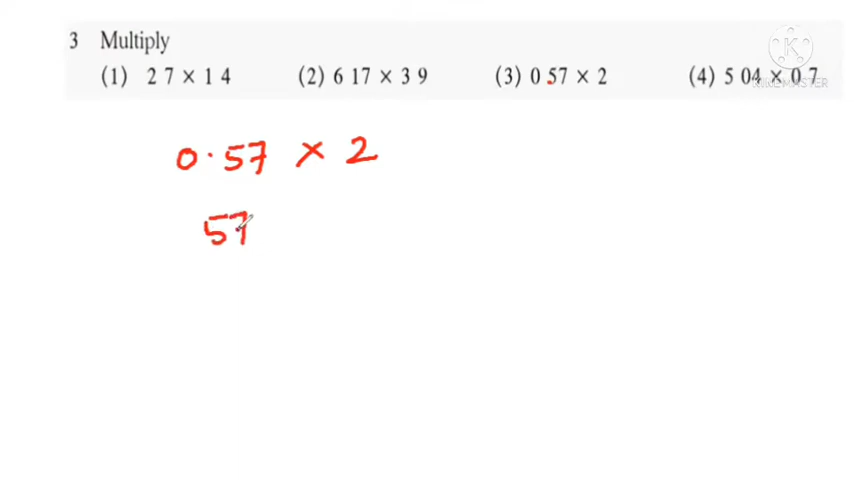 3 Multiply
(1) 2 7 × 1 4 (2) 6 17 × 3 9 (3) 0 57 × 2 (4) 5 04 × 0 7
K
KINEMASTER
0.57 × 2
57